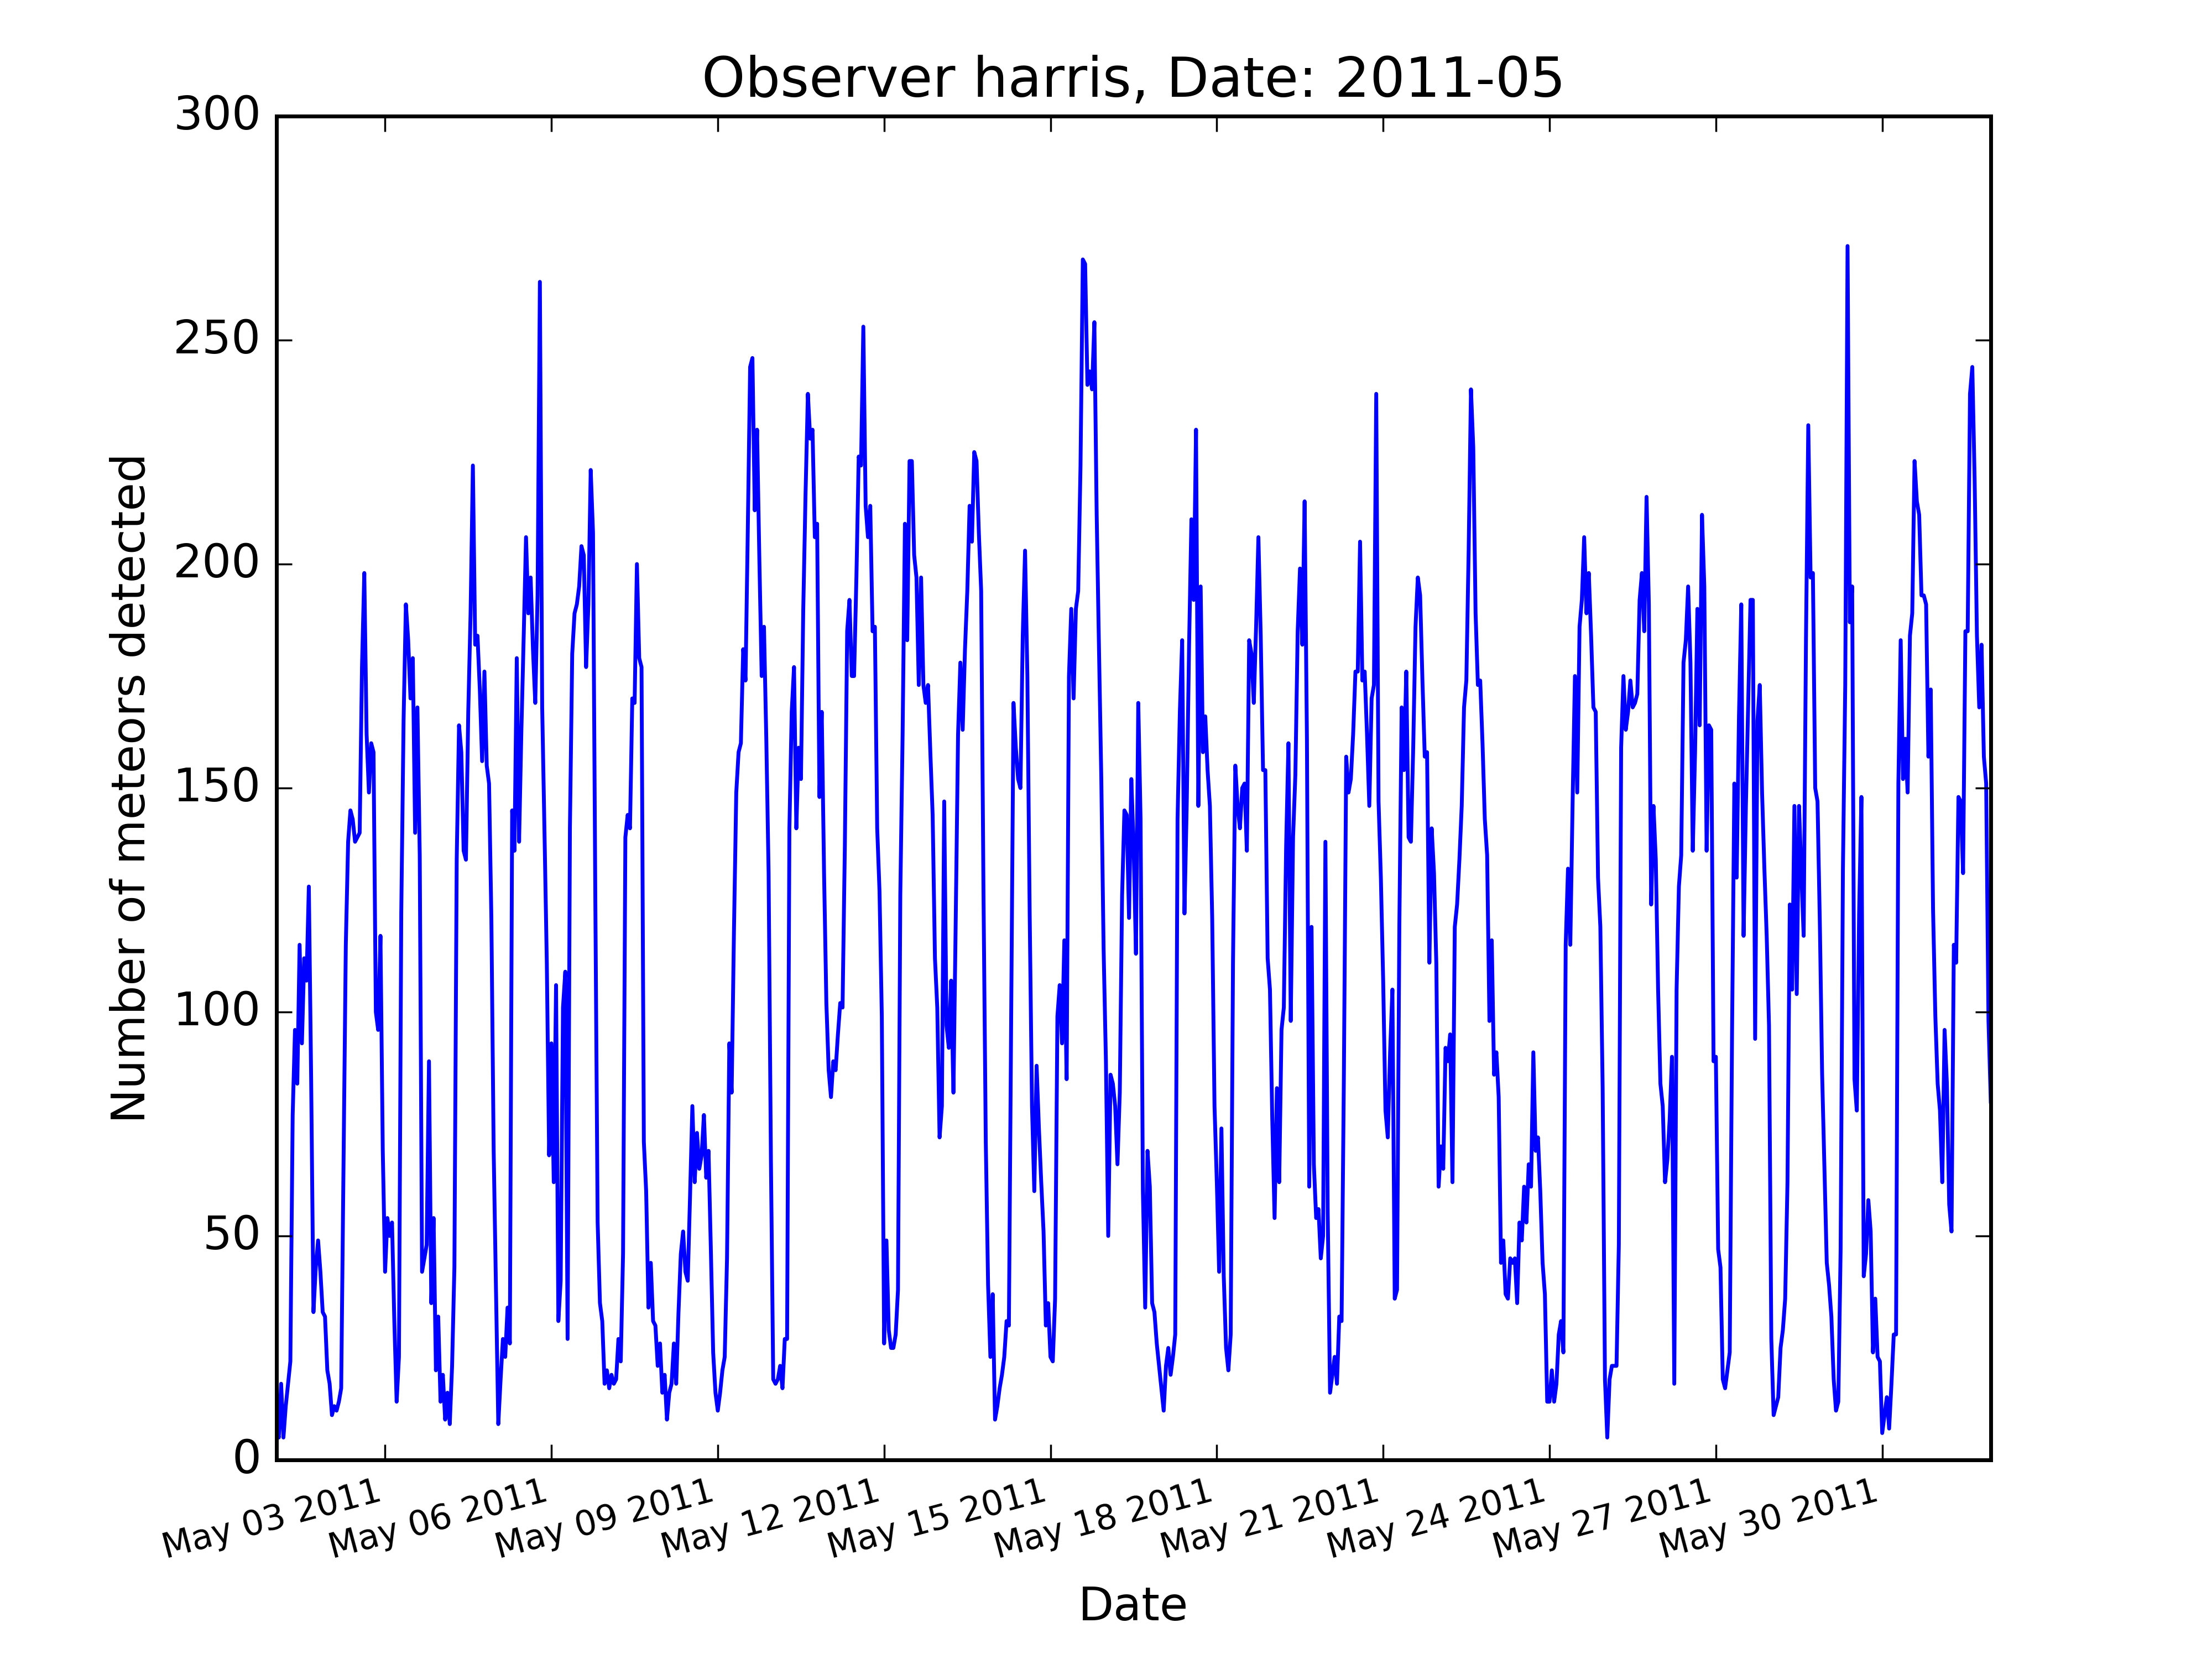 Observer harris, Date: 2011-05
300
250
200
150
100
50
0
Number of meteors detected
May 03 2011
May 06 2011
May 09 2011
May 12 2011
May 15 2011
May 18 2011
May 21 2011
May 24 2011
May 27 2011
May 30 2011
Date